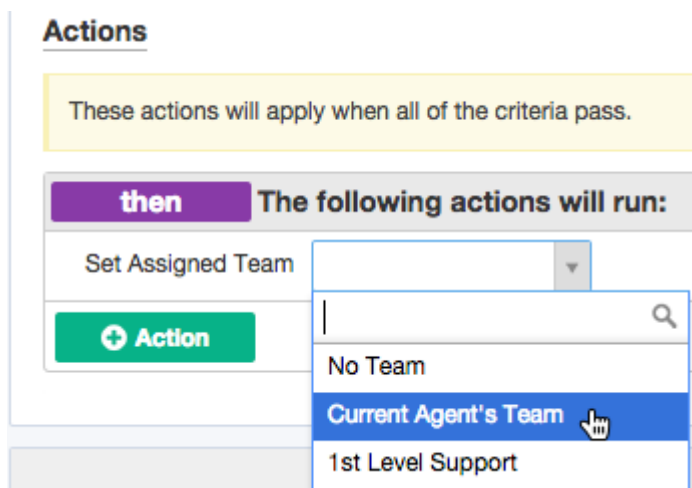 Actions
These actions will apply when all of the criteria pass.
then The following actions will run:
Set Assigned Team
Action
No Team
Current Agent's Team
1st Level Support